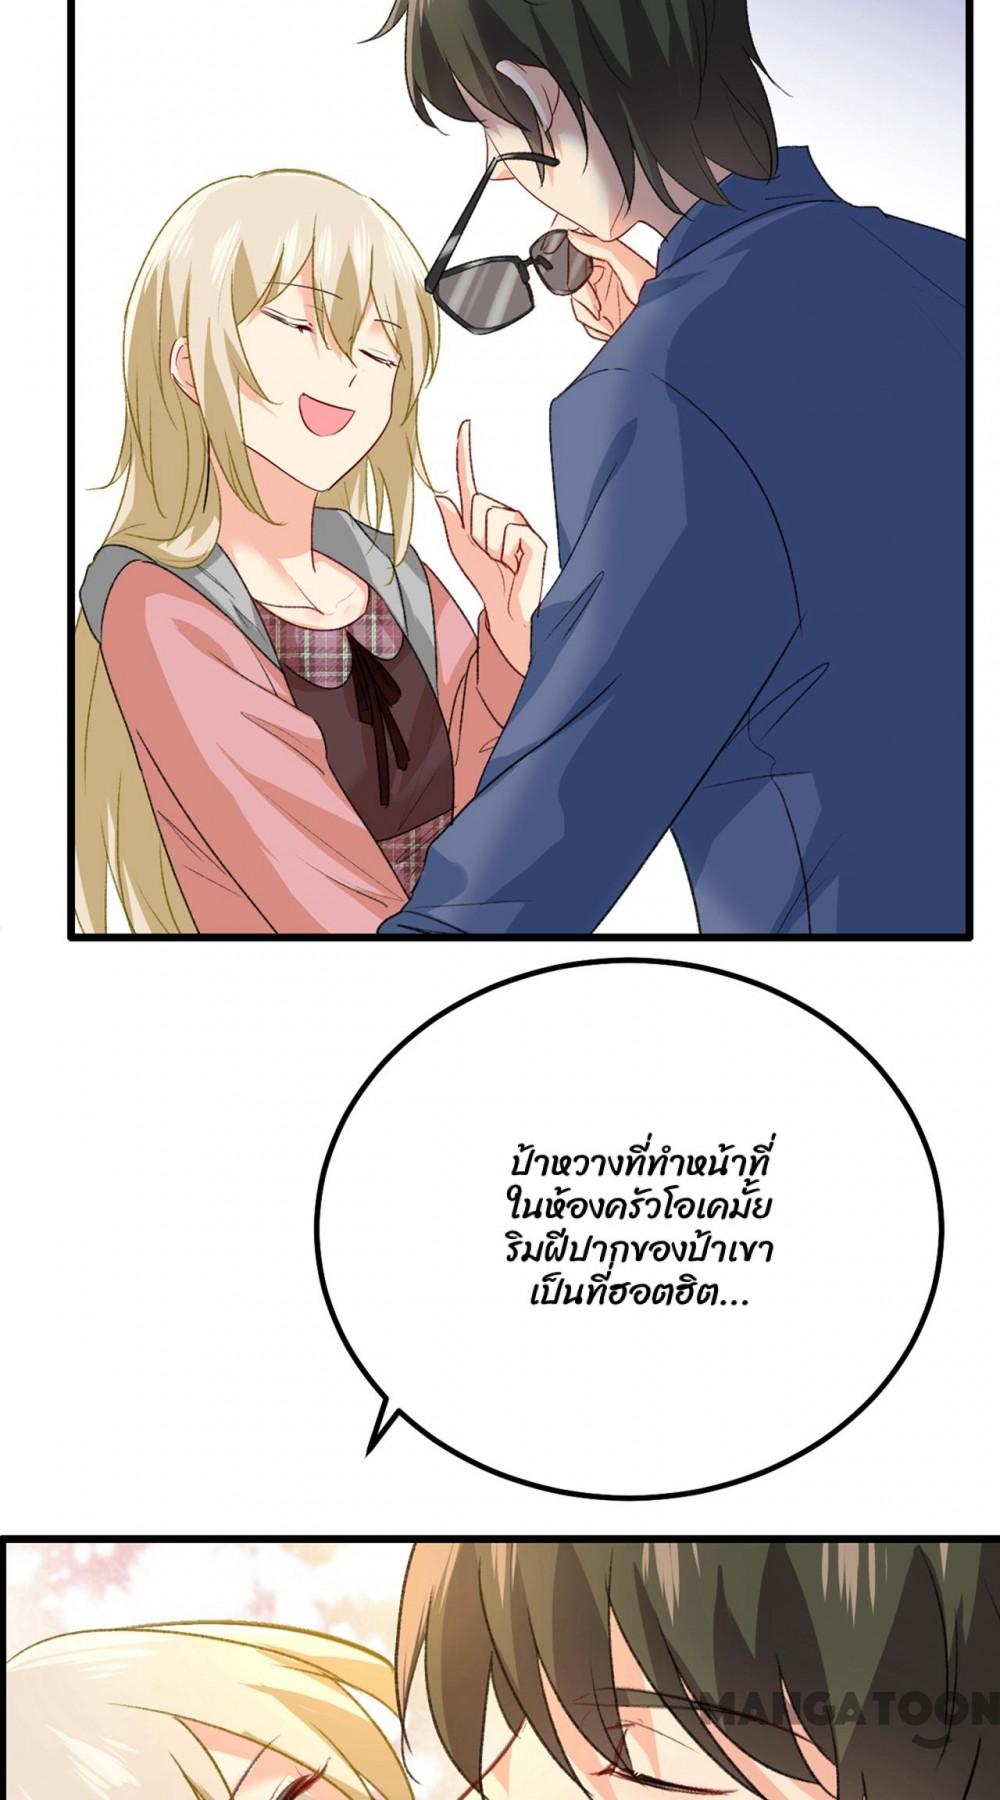 ป้าหวางที่ทำหน้าที่
ในห้องครัวโอเคมั้ย
ริมฝีปากของป้าเขา
เป็นที่ฮอตฮิต...
MANGATOON